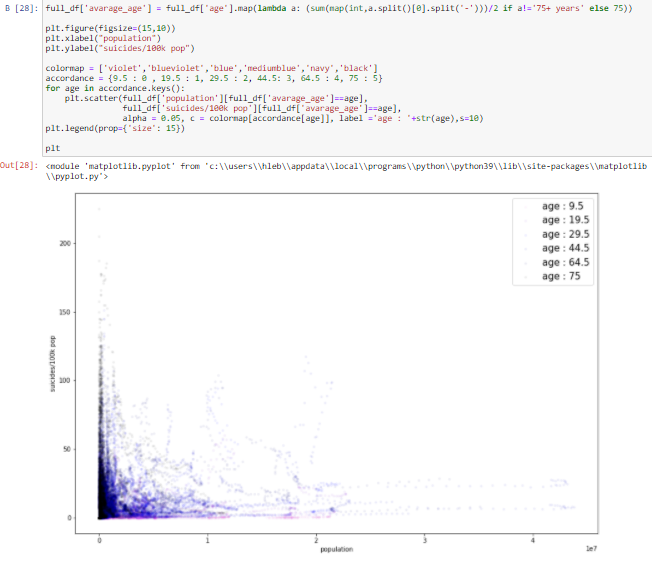 В [28]: full_df['avarage_age'] = full_df['age'].map(lambda a: (sum(map(int,a.split()[0].split('-')))/2 if a!='75+ years' else 75))
plt.figure(figsize=(15,10))
plt.xlabel("population")
plt.ylabel("suicides/100k pop")
colormap = ['violet','blueviolet','blue','mediumblue','navy','black']
accordance = {9.5 : 0 , 19.5 : 1, 29.5 : 2, 44.5: 3, 64.5 : 4, 75 : 5}
for age in accordance.keys():
    plt.scatter(full_df['population'][full_df['avarage_age']==age],
                full_df['suicides/100k pop'][full_df['avarage_age']==age],
                alpha = 0.05, c = colormap[accordance[age]], label ='age : '+str(age),s=10)
plt.legend(prop={'size': 15})
plt
Out[28]: <module 'matplotlib.pyplot' from 'c:\\users\\hleb\\appdata\\local\\programs\\python\\python39\\lib\\site-packages\\matplotlib
\\pyplot.py'>
age : 9.5
age : 19.5
age : 29.5
age : 44.5
age : 64.5
age : 75
200
150
100
50
0
suicides/100k pop
0 1 2 3 4
1e7
population